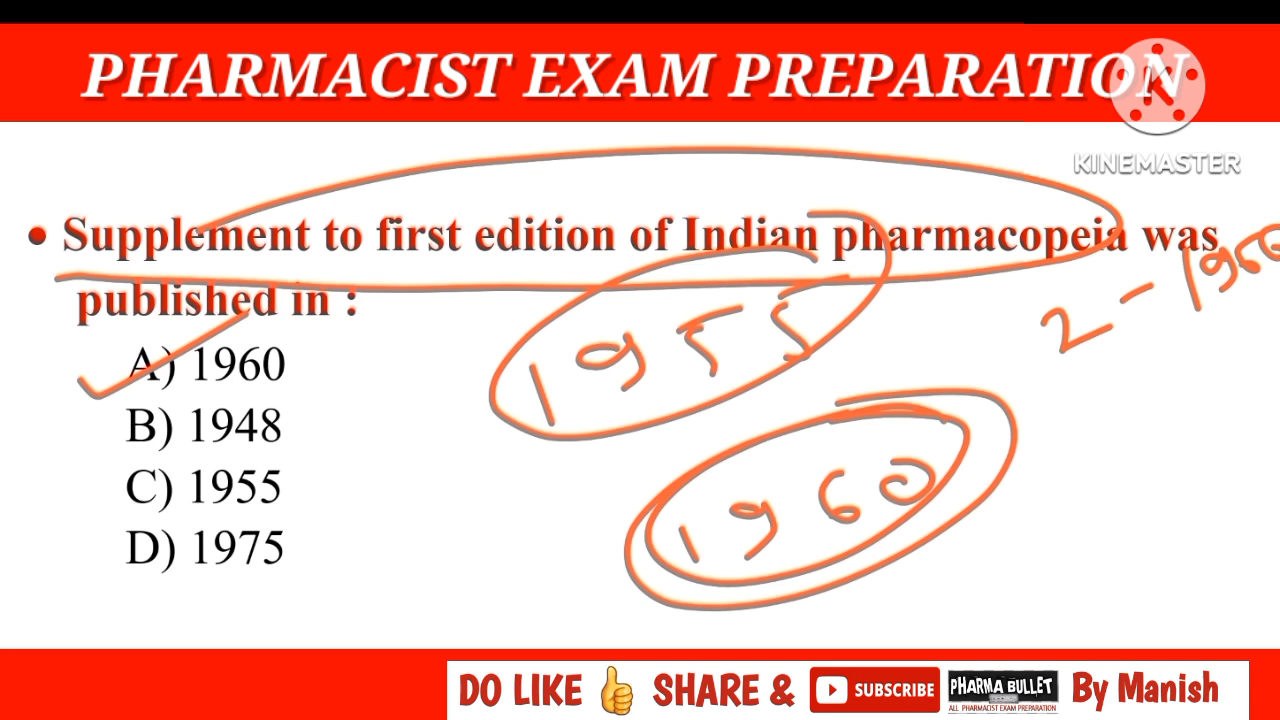 PHARMACIST EXAM PREPARATION
KINEMASTER
• Supplement to first edition of Indian pharmacopeia was
published in :
1955
2 - 1960
A) 1960
B) 1948
C) 1955
1960
D) 1975
DO LIKE 👍 SHARE & SUBSCRIBE PHARMA BULLET By Manish
ALL PHARMACIST EXAM PREPARATION